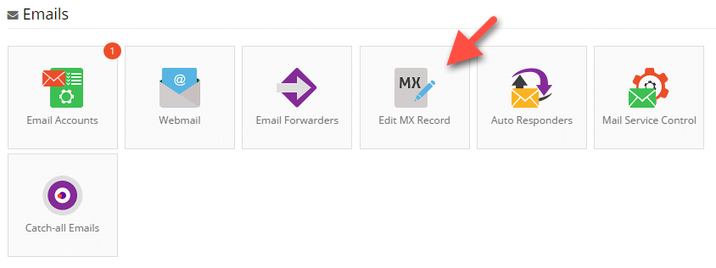 Emails
1
@
MX
Email Accounts
Webmail
Email Forwarders
Edit MX Record
Auto Responders
Mail Service Control
Catch-all Emails